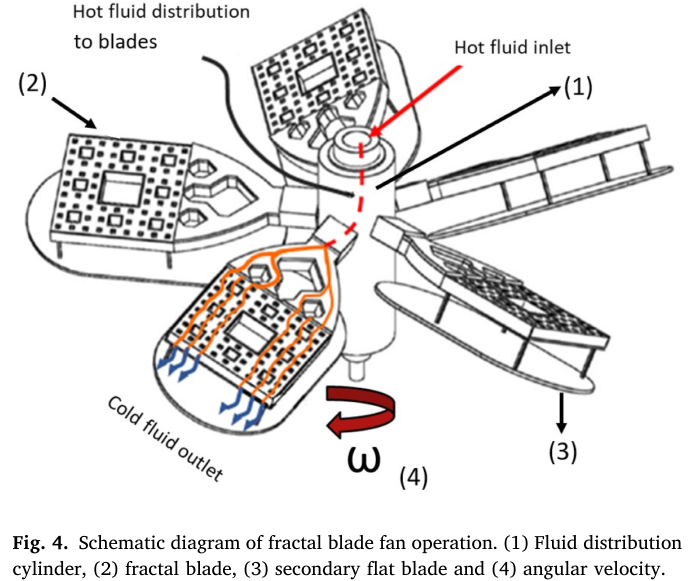 Hot fluid distribution
to blades
Hot fluid inlet
(2)
(1)
Cold fluid outlet
(3)
ω
(4)
Fig. 4. Schematic diagram of fractal blade fan operation. (1) Fluid distribution
cylinder, (2) fractal blade, (3) secondary flat blade and (4) angular velocity.